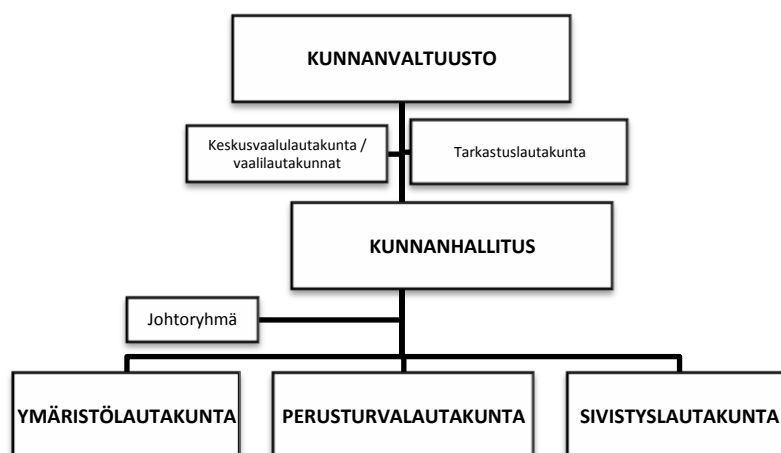 KUNNANVALTUUSTO
Keskusvaalulautakunta /
vaalilautakunnat
Tarkastuslautakunta
KUNNANHALLITUS
Johtoryhmä
YMÄRISTÖLAUTAKUNTA
PERUSTURVALAUTAKUNTA
SIVISTYSLAUTAKUNTA